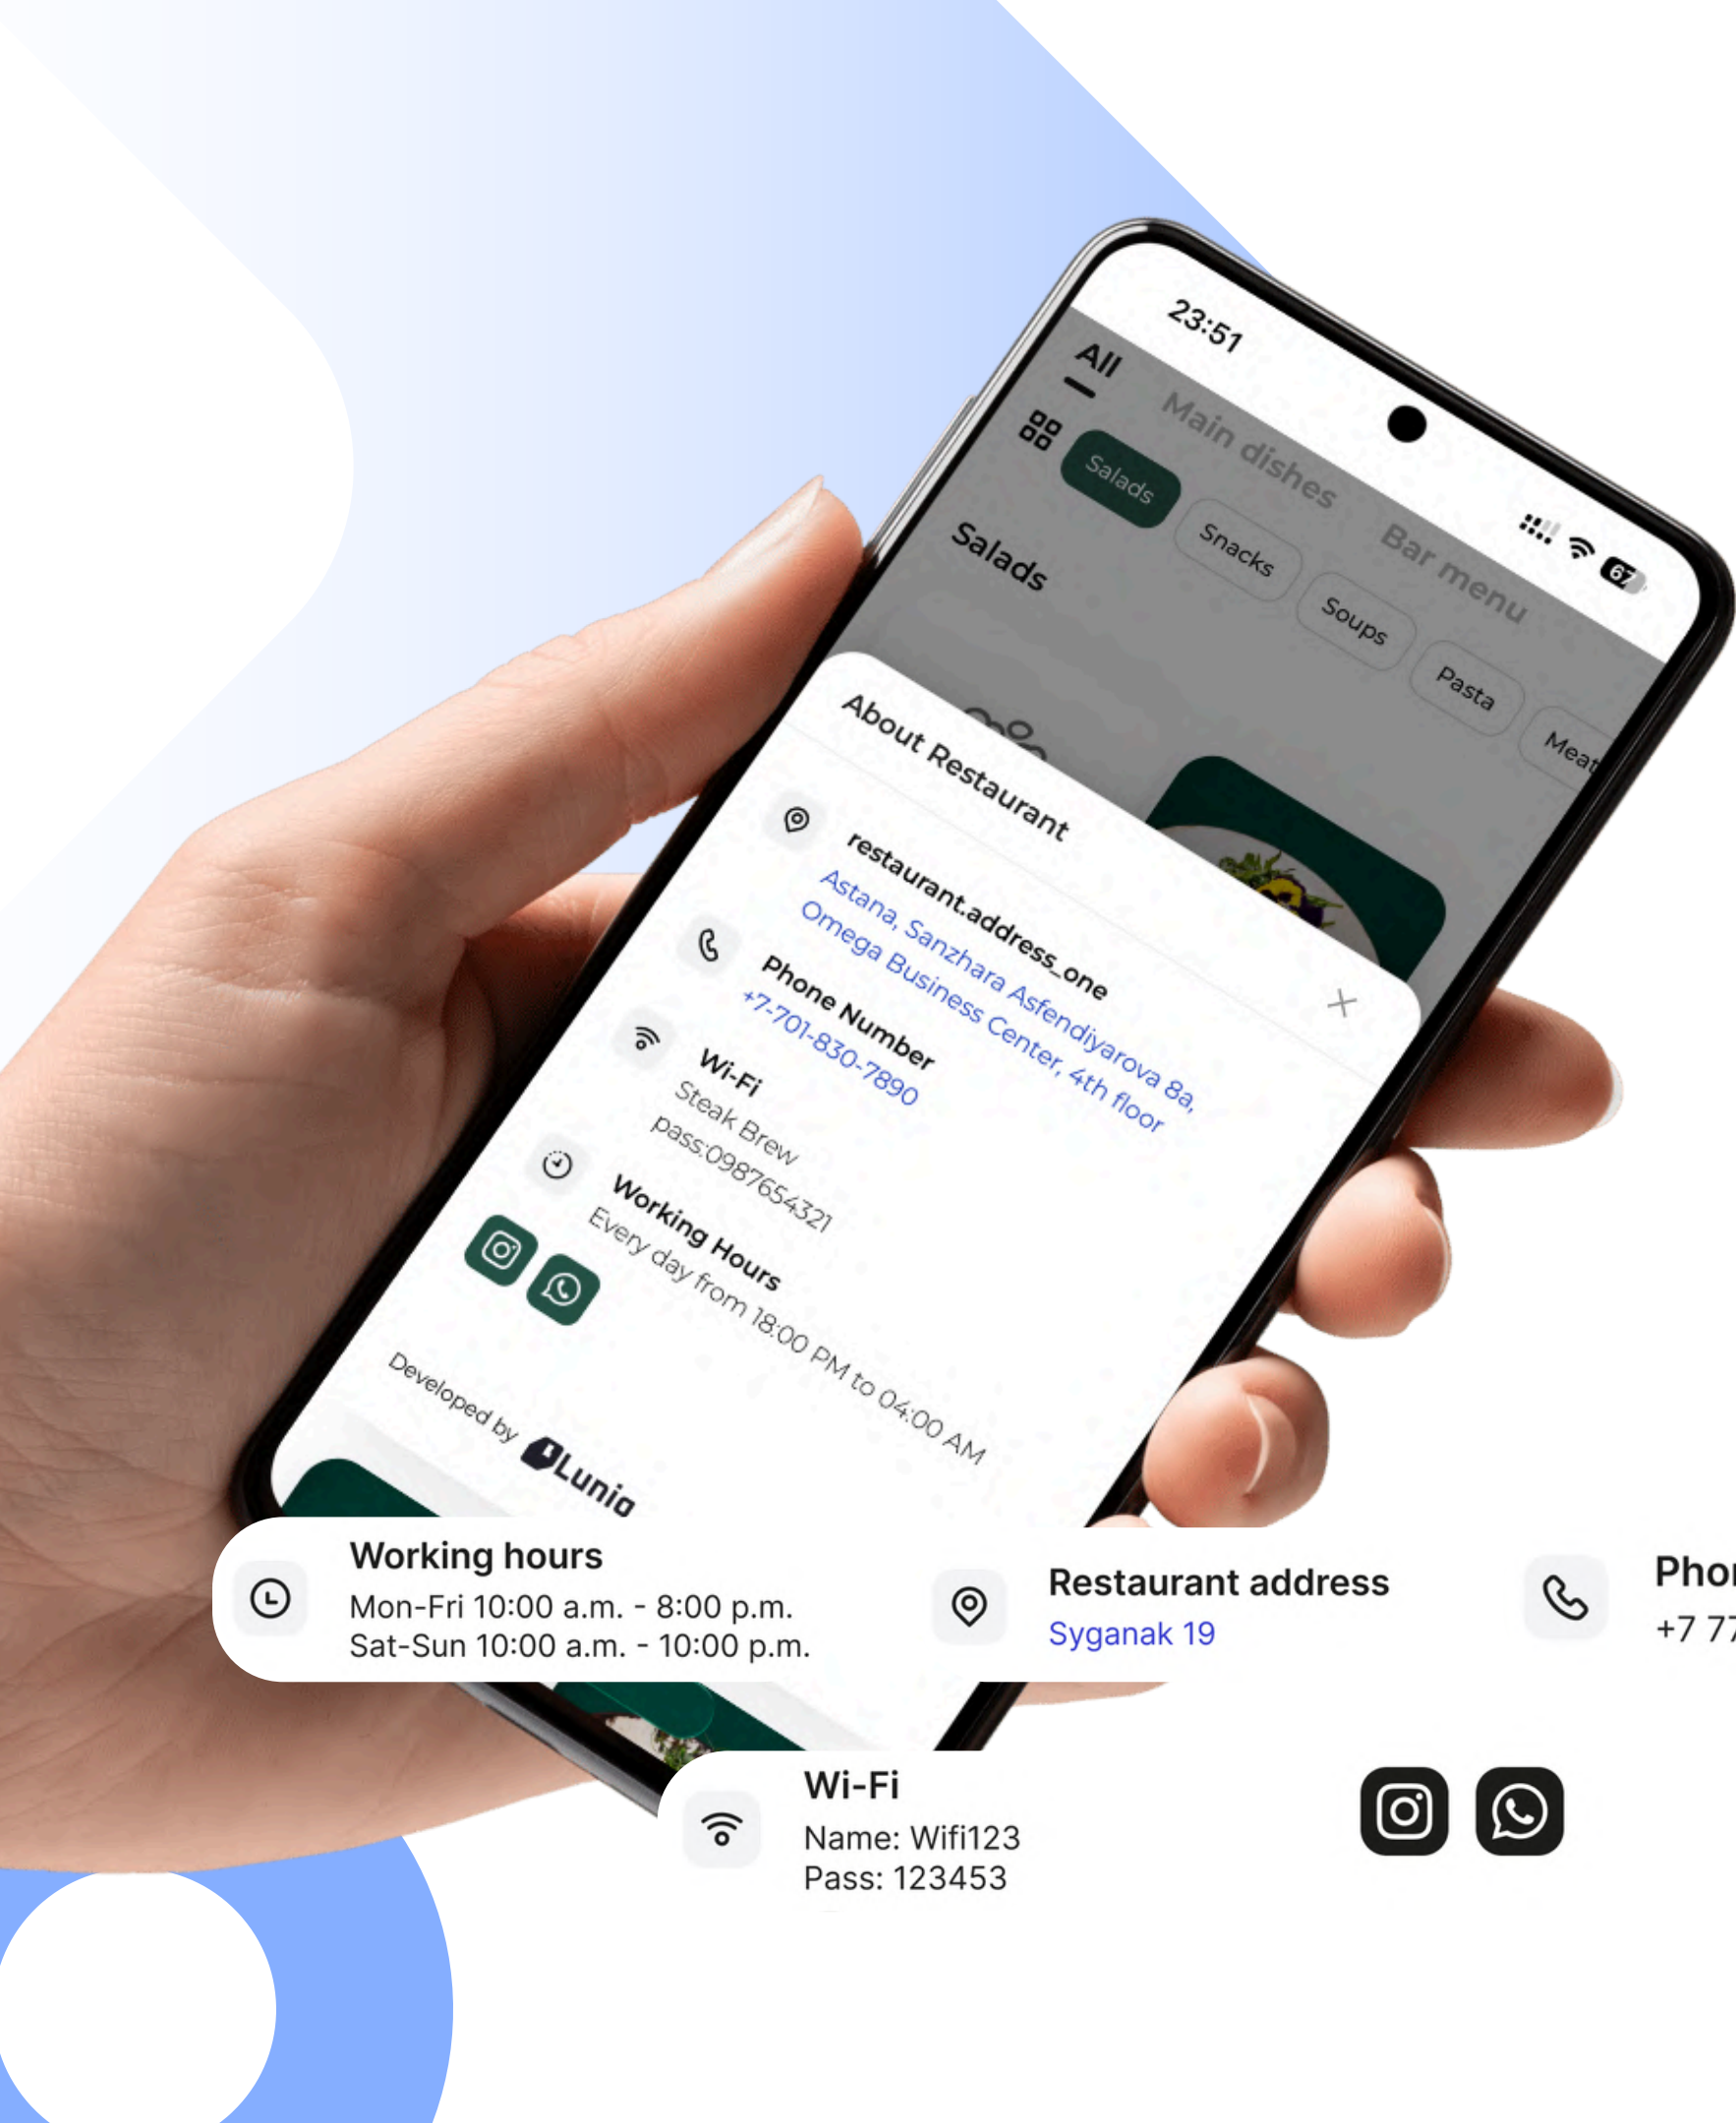 23:51
67
All
Main dishes
Bar menu
Salads
Snacks
Soups
Pasta
Meat
Salads
About Restaurant
restaurant.address_one
Astana, Sanzhara Asfendiyarova 8a,
Omega Business Center, 4th floor
Phone Number
+7-701-830-7890
Wi-Fi
Steak Brew
pass:0987654321
Working Hours
Every day from 18:00 PM to 04:00 AM
Developed by Lunio
Working hours
Mon-Fri 10:00 a.m. - 8:00 p.m.
Sat-Sun 10:00 a.m. - 10:00 p.m.
Restaurant address
Syganak 19
+7 77
Wi-Fi
Name: Wifi123
Pass: 123453